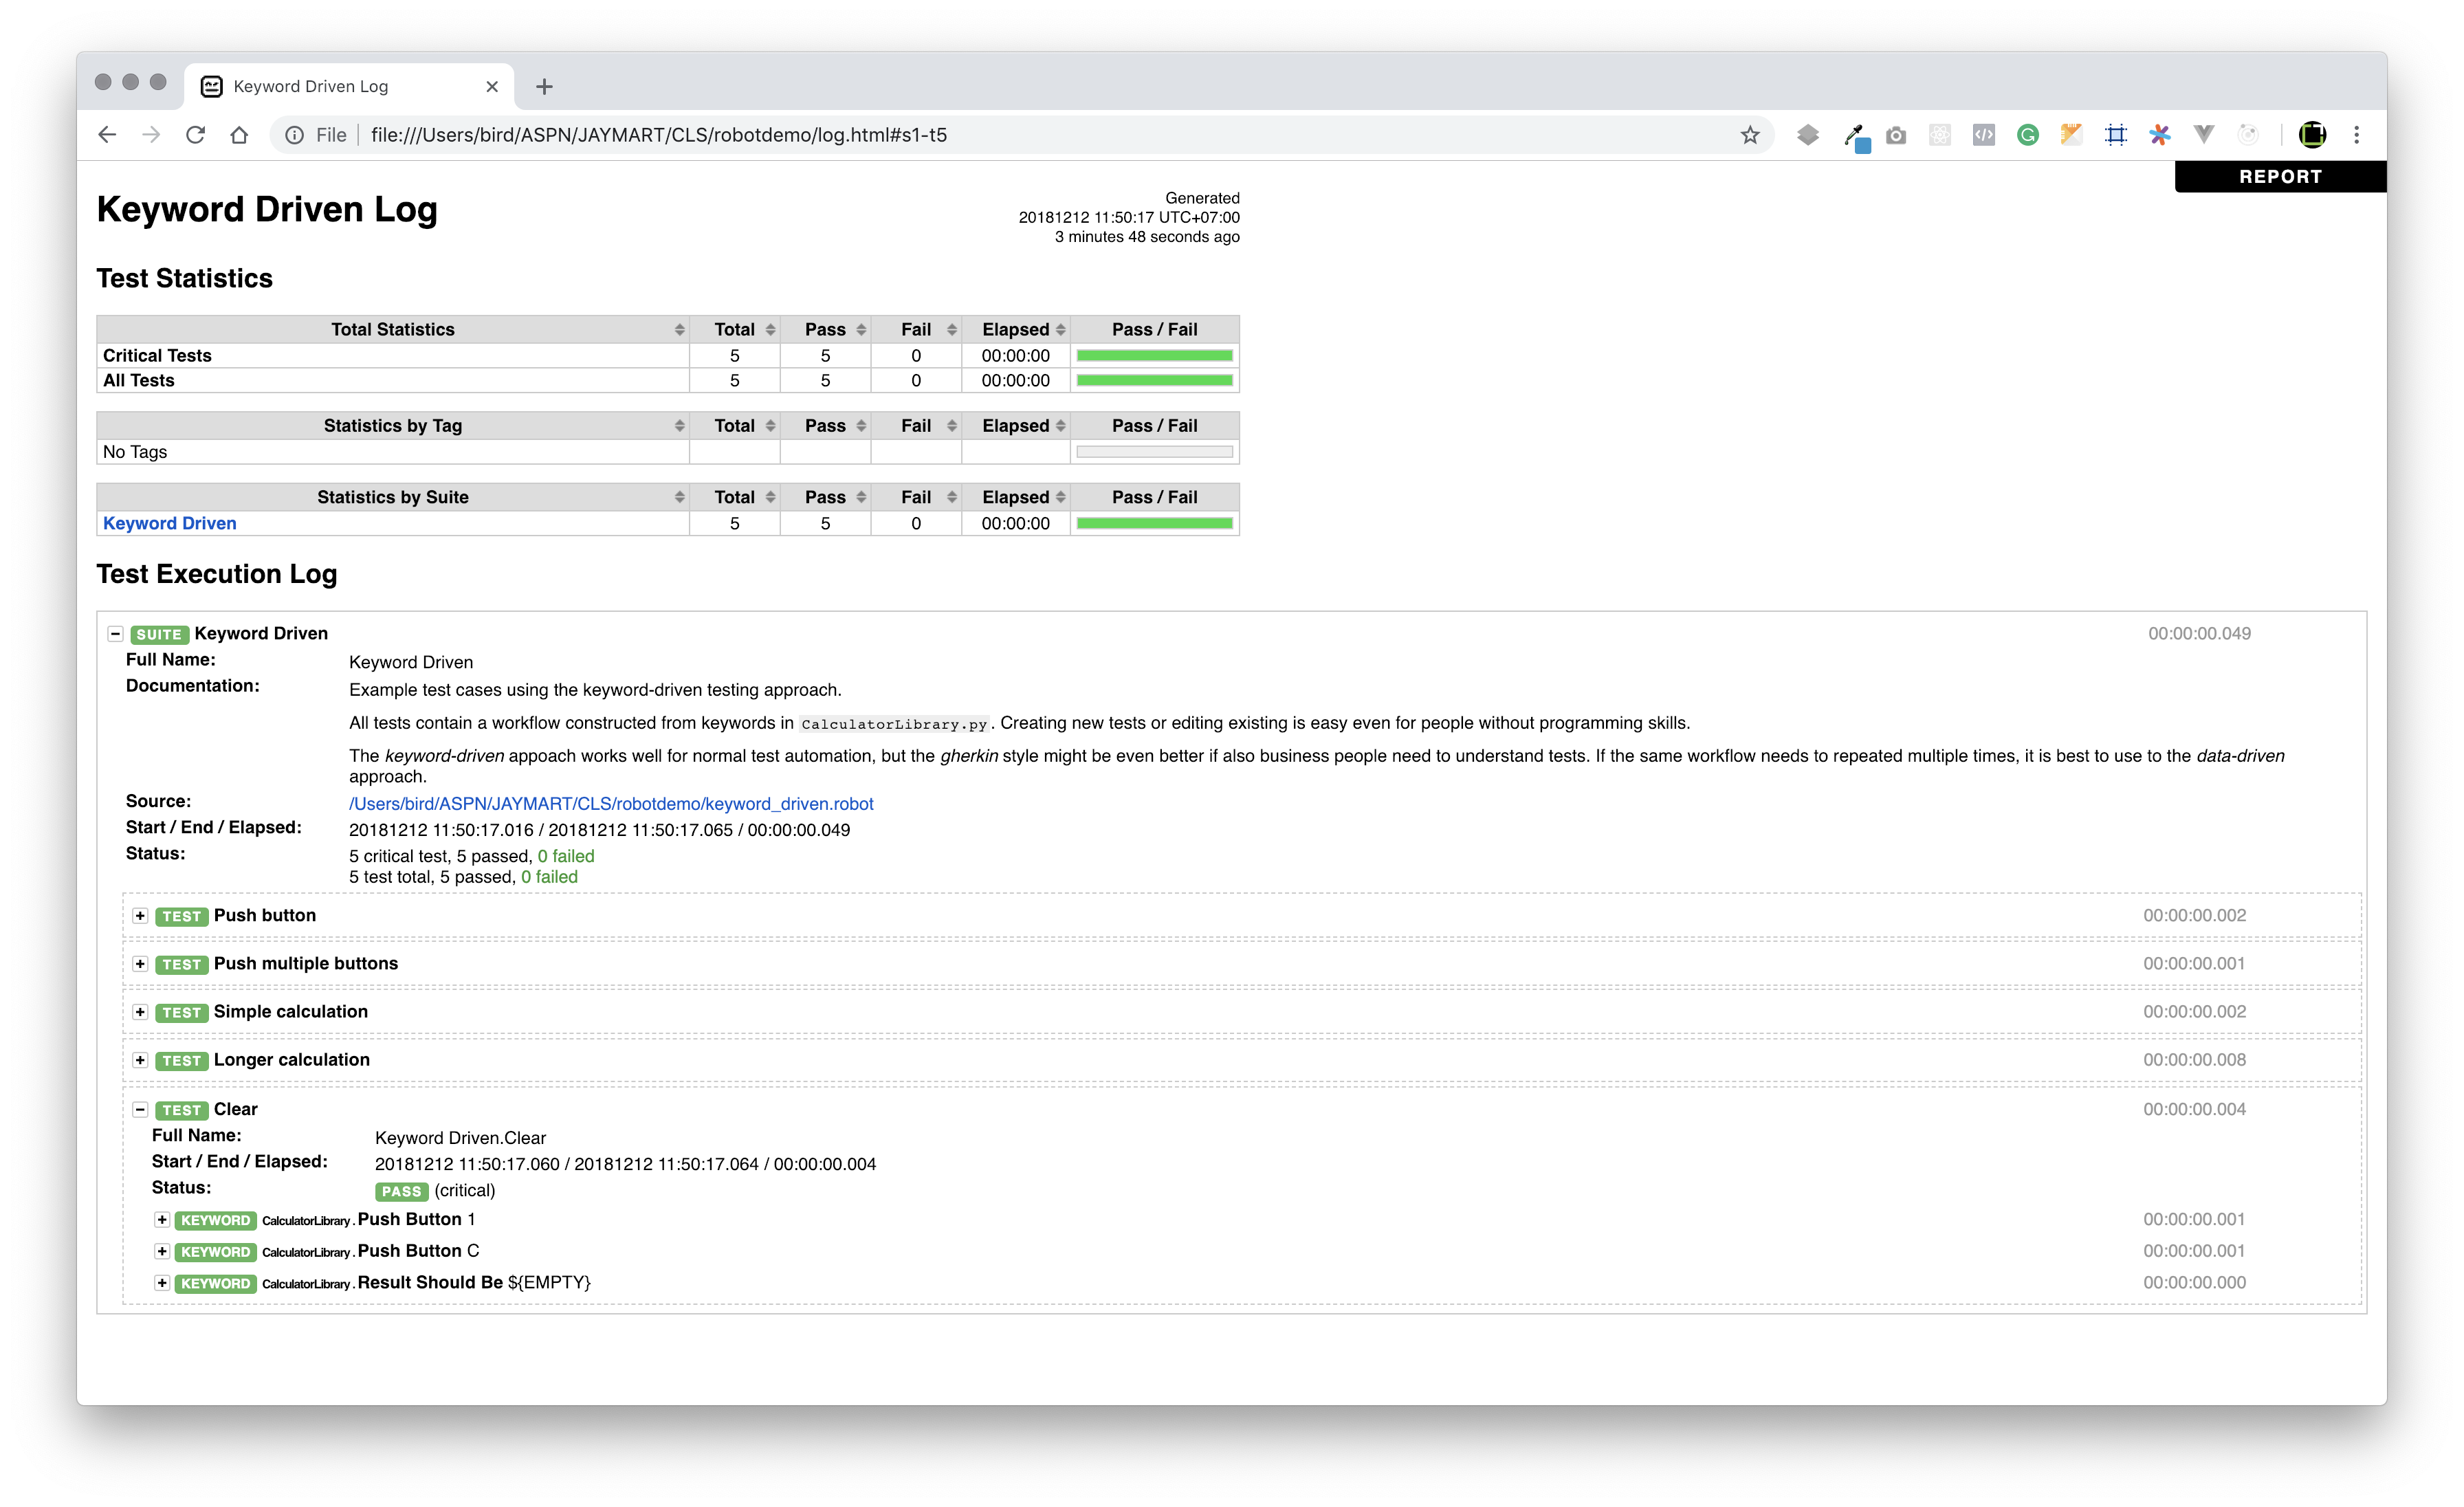 Keyword Driven Log
File file:///Users/bird/ASPN/JAYMART/CLS/robotdemo/log.html#s1-t5
REPORT
Keyword Driven Log
Generated
20181212 11:50:17 UTC+07:00
3 minutes 48 seconds ago
Test Statistics
Total Statistics Total Pass Fail Elapsed Pass / Fail
Critical Tests 5 5 0 00:00:00
All Tests 5 5 0 00:00:00
Statistics by Tag Total Pass Fail Elapsed Pass / Fail
No Tags
Statistics by Suite Total Pass Fail Elapsed Pass / Fail
Keyword Driven 5 5 0 00:00:00
Test Execution Log
SUITE Keyword Driven 00:00:00.049
Full Name: Keyword Driven
Documentation: Example test cases using the keyword-driven testing approach.
All tests contain a workflow constructed from keywords in CalculatorLibrary.py. Creating new tests or editing existing is easy even for people without programming skills.
The keyword-driven appoach works well for normal test automation, but the gherkin style might be even better if also business people need to understand tests. If the same workflow needs to repeated multiple times, it is best to use to the data-driven
approach.
Source: /Users/bird/ASPN/JAYMART/CLS/robotdemo/keyword_driven.robot
Start / End / Elapsed: 20181212 11:50:17.016 / 20181212 11:50:17.065 / 00:00:00.049
Status: 5 critical test, 5 passed, 0 failed
5 test total, 5 passed, 0 failed
TEST Push button 00:00:00.002
TEST Push multiple buttons 00:00:00.001
TEST Simple calculation 00:00:00.002
TEST Longer calculation 00:00:00.008
TEST Clear 00:00:00.004
Full Name: Keyword Driven.Clear
Start / End / Elapsed: 20181212 11:50:17.060 / 20181212 11:50:17.064 / 00:00:00.004
Status: PASS (critical)
KEYWORD CalculatorLibrary. Push Button 1 00:00:00.001
KEYWORD CalculatorLibrary. Push Button C 00:00:00.001
KEYWORD CalculatorLibrary. Result Should Be ${EMPTY} 00:00:00.000